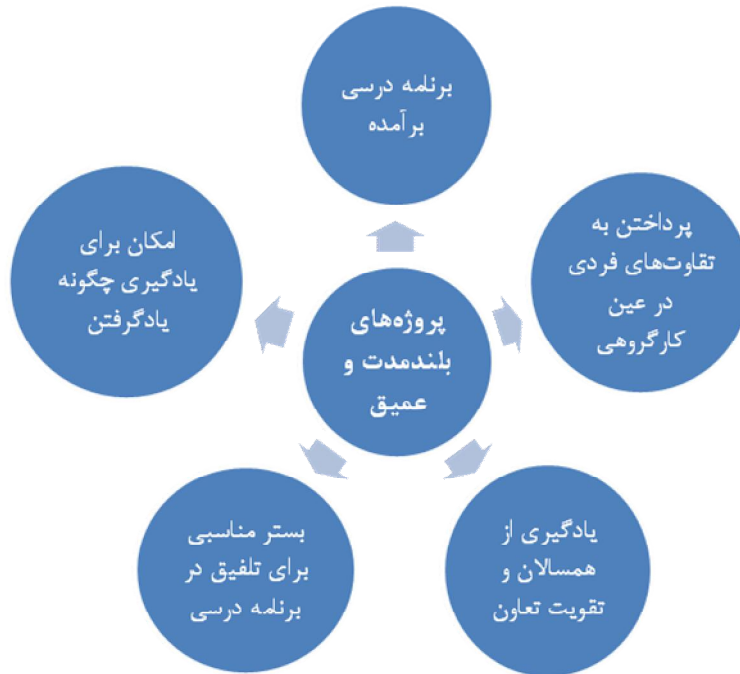 برنامه درسی
برآمده
پرداختن به
تفاوت‌های فردی
در عین
کارگروهی
امکان برای
یادگیری چگونه
یادگرفتن
پروژه‌های
بلندمدت و
عمیق
یادگیری از
همسالان و
تقویت تعاون
بستر مناسبی
برای تلفیق در
برنامه درسی